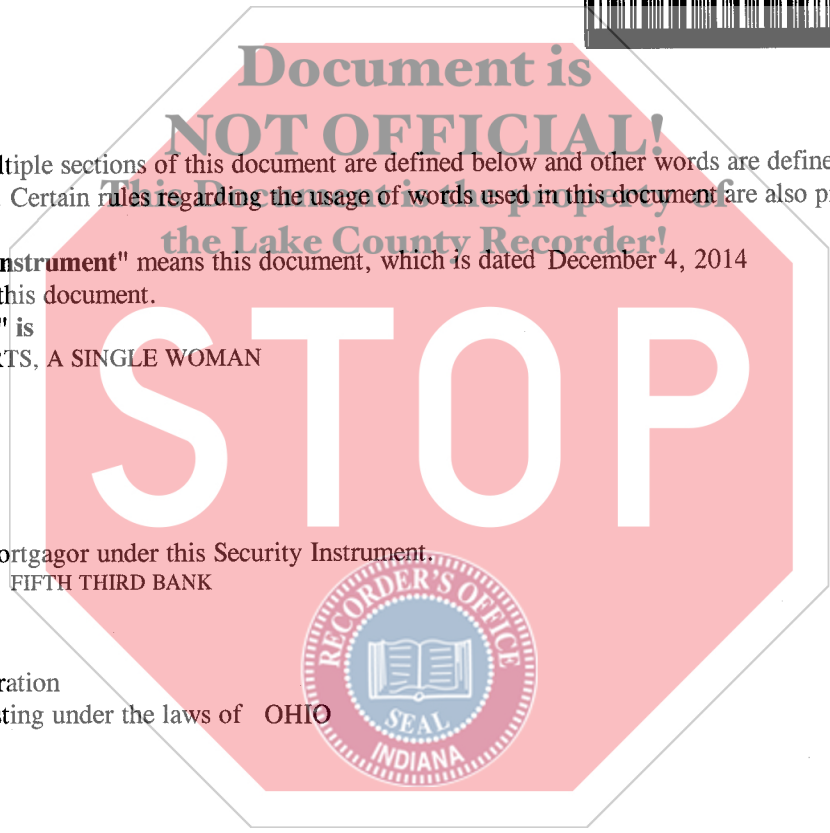 Document is
NOT OFFICIAL!
ltiple sections of this document are defined below and other words are define
Certain rules regarding the usage of words used in this document are also p
This Document is the property of
the Lake County Recorder!
nstrument" means this document, which is dated December 4, 2014
this document.
" is
RTS, A SINGLE WOMAN
STOP
ortgagor under this Security Instrument.
FIFTH THIRD BANK
ration
sting under the laws of OHIO
RECORDER'S OFFICE
SEAL
INDIANA